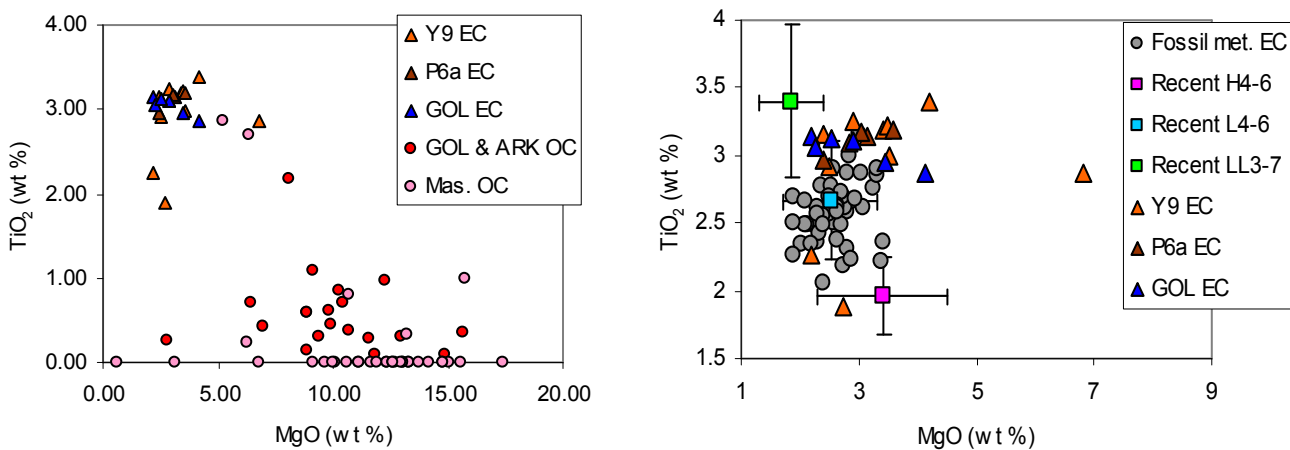 4.00
3.00
2.00
1.00
0.00
TiO2 (wt %)
0.00 5.00 10.00 15.00 20.00
MgO (wt %)
Y9 EC
P6a EC
GOL EC
GOL & ARK OC
Mas. OC
4
3.5
3
2.5
2
1.5
TiO2 (wt %)
1 3 5 7 9
MgO (wt %)
Fossil met. EC
Recent H4-6
Recent L4-6
Recent LL3-7
Y9 EC
P6a EC
GOL EC